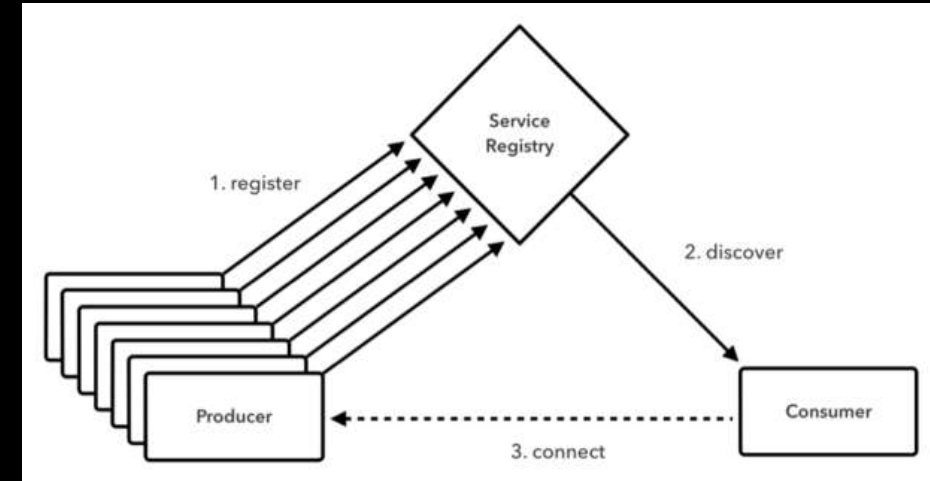 Service
Registry
1. register
2. discover
Producer
Consumer
3. connect